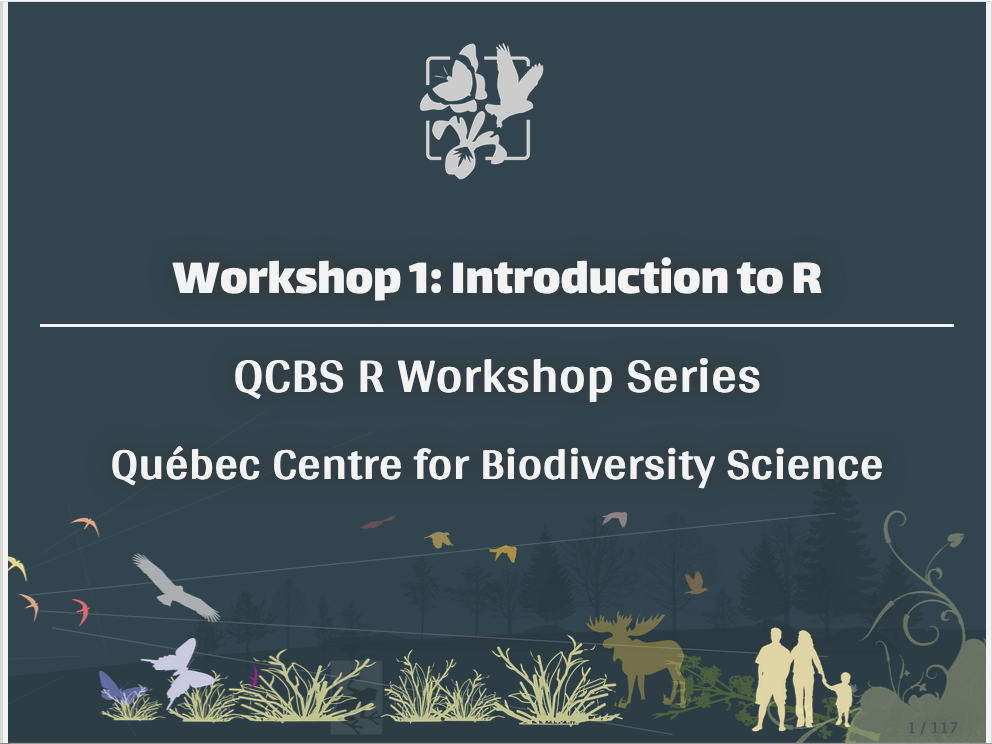 Workshop 1: Introduction to R
QCBS R Workshop Series
Québec Centre for Biodiversity Science
1 / 117